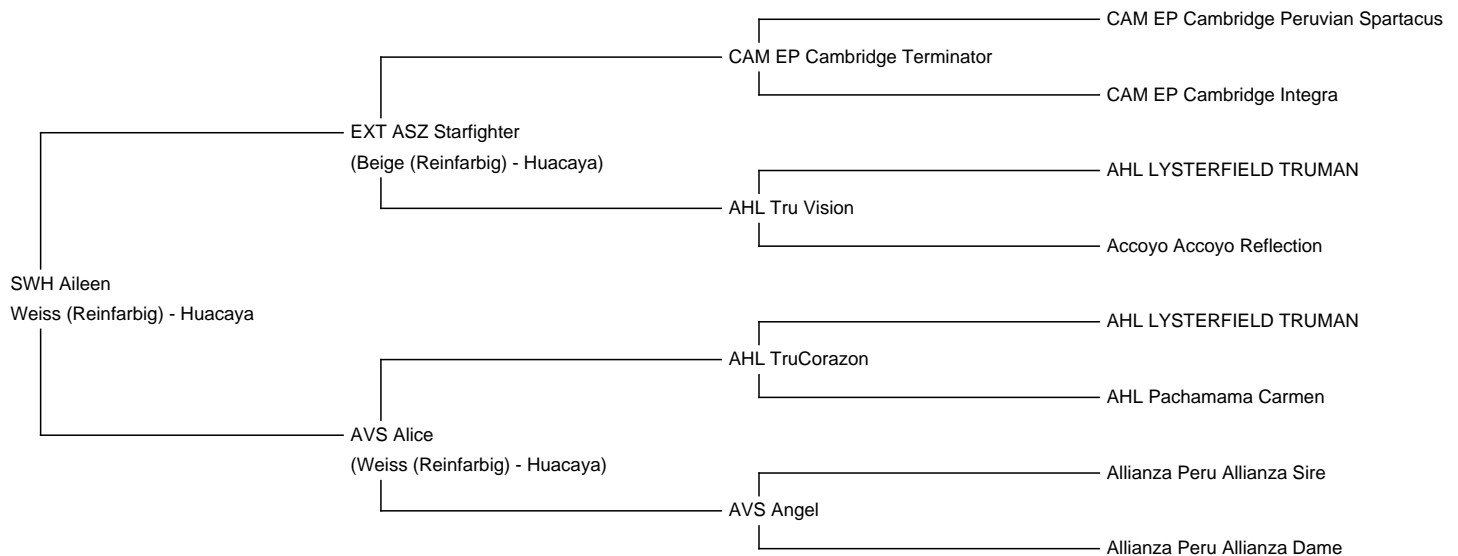 CAM EP Cambridge Peruvian Spartacus
CAM EP Cambridge Terminator
CAM EP Cambridge Integra
EXT ASZ Starfighter
(Beige (Reinfarbig) - Huacaya)
AHL LYSTERFIELD TRUMAN
AHL Tru Vision
Accoyo Accoyo Reflection
SWH Aileen
Weiss (Reinfarbig) - Huacaya
AHL LYSTERFIELD TRUMAN
AHL TruCorazon
AHL Pachamama Carmen
AVS Alice
(Weiss (Reinfarbig) - Huacaya)
Allianza Peru Allianza Sire
AVS Angel
Allianza Peru Allianza Dame